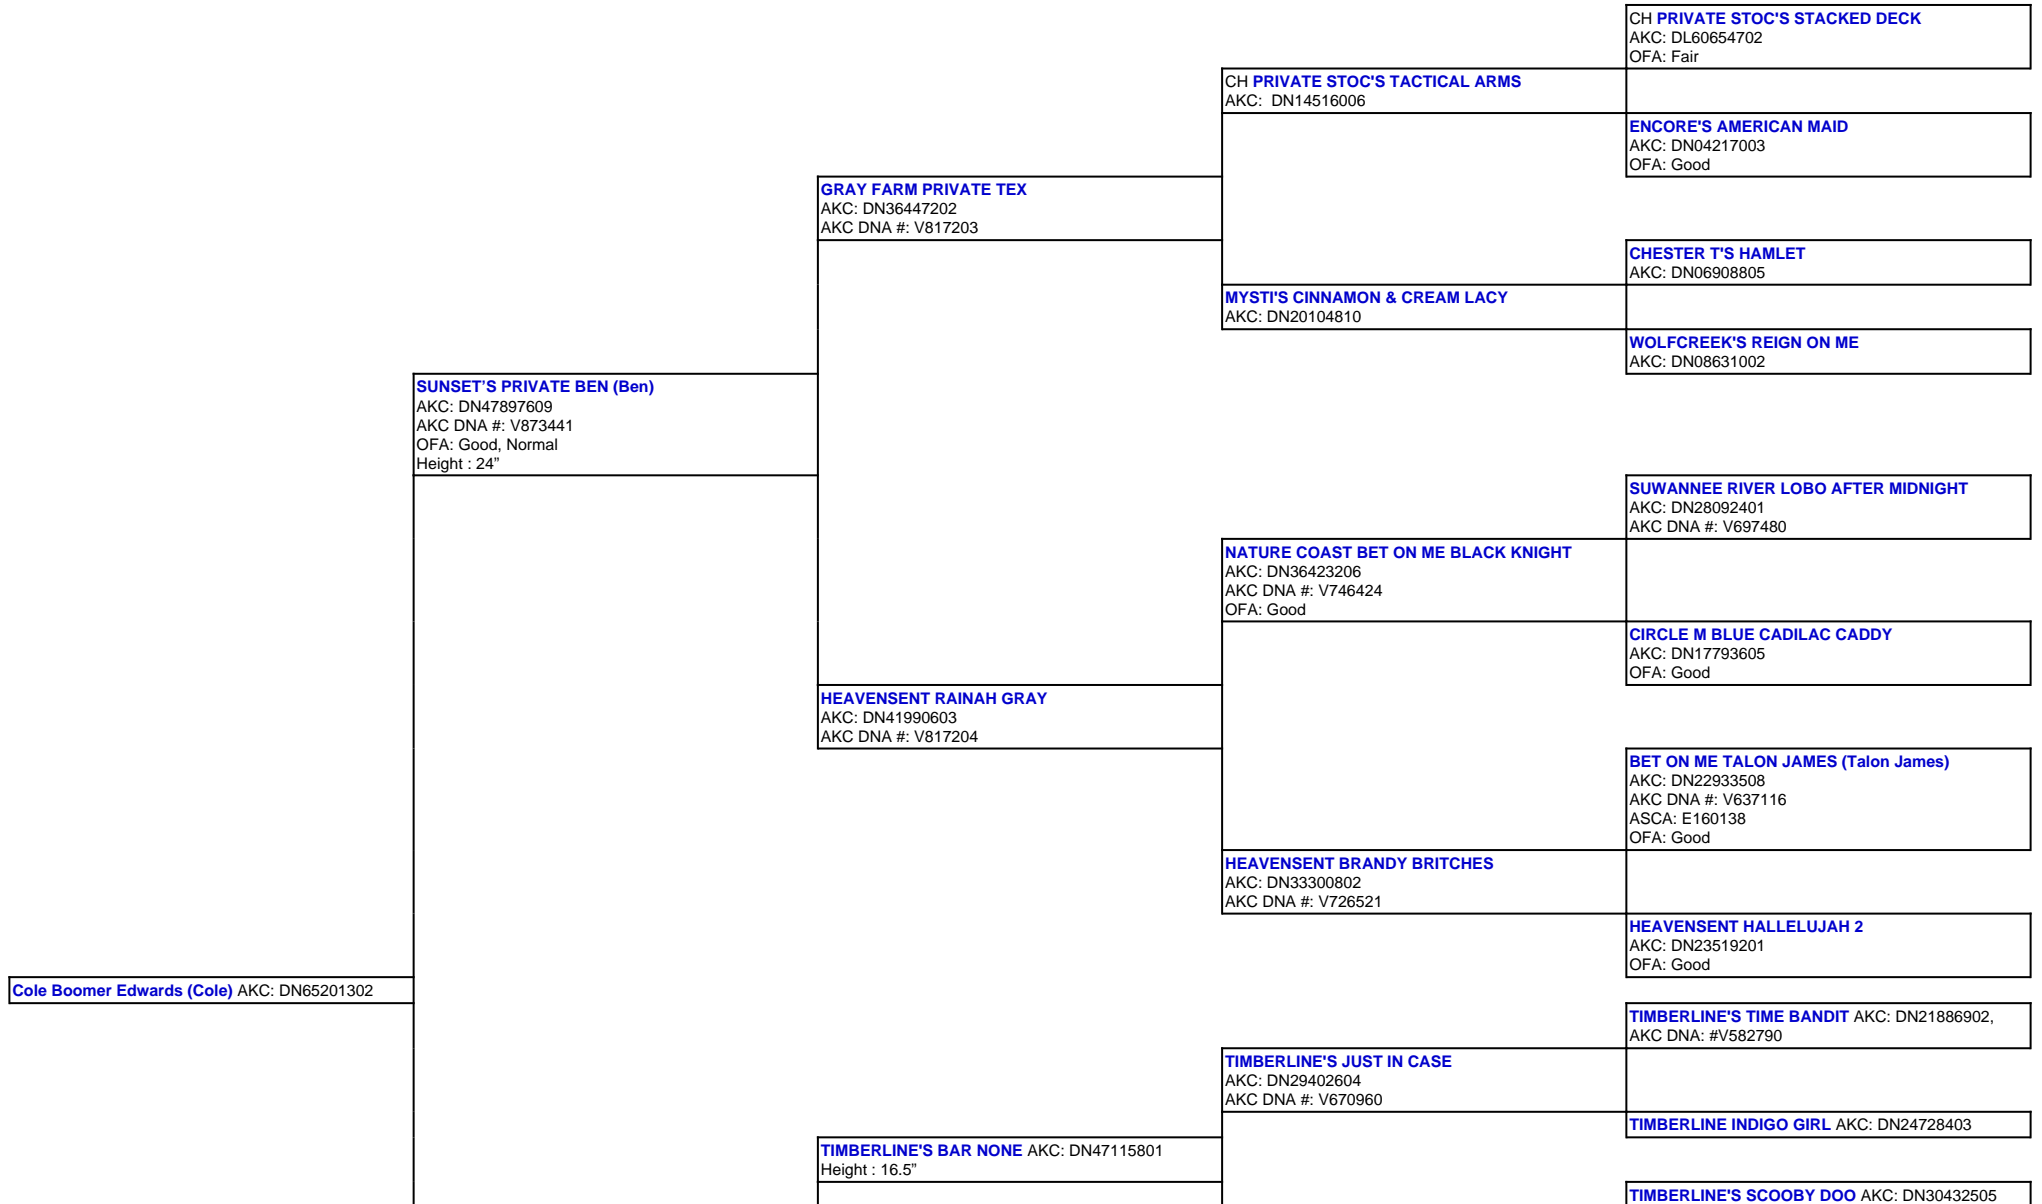 CH PRIVATE STOC'S STACKED DECK
AKC: DL60654702
OFA: Fair
CH PRIVATE STOC'S TACTICAL ARMS
AKC:  DN14516006
ENCORE'S AMERICAN MAID
AKC: DN04217003
OFA: Good
GRAY FARM PRIVATE TEX
AKC: DN36447202
AKC DNA #: V817203
CHESTER T'S HAMLET
AKC: DN06908805
MYSTI'S CINNAMON & CREAM LACY
AKC: DN20104810
WOLFCREEK'S REIGN ON ME
AKC: DN08631002
SUNSET’S PRIVATE BEN (Ben)
AKC: DN47897609
AKC DNA #: V873441
OFA: Good, Normal
Height : 24”
SUWANNEE RIVER LOBO AFTER MIDNIGHT
AKC: DN28092401
AKC DNA #: V697480
NATURE COAST BET ON ME BLACK KNIGHT
AKC: DN36423206
AKC DNA #: V746424
OFA: Good
CIRCLE M BLUE CADILAC CADDY
AKC: DN17793605
OFA: Good
HEAVENSENT RAINAH GRAY
AKC: DN41990603
AKC DNA #: V817204
BET ON ME TALON JAMES (Talon James)
AKC: DN22933508
AKC DNA #: V637116
ASCA: E160138
OFA: Good
HEAVENSENT BRANDY BRITCHES
AKC: DN33300802
AKC DNA #: V726521
HEAVENSENT HALLELUJAH 2
AKC: DN23519201
OFA: Good
Cole Boomer Edwards (Cole) AKC: DN65201302
TIMBERLINE'S TIME BANDIT AKC: DN21886902,
AKC DNA: #V582790
TIMBERLINE'S JUST IN CASE
AKC: DN29402604
AKC DNA #: V670960
TIMBERLINE INDIGO GIRL AKC: DN24728403
TIMBERLINE'S BAR NONE AKC: DN47115801
Height : 16.5”
TIMBERLINE'S SCOOBY DOO AKC: DN30432505